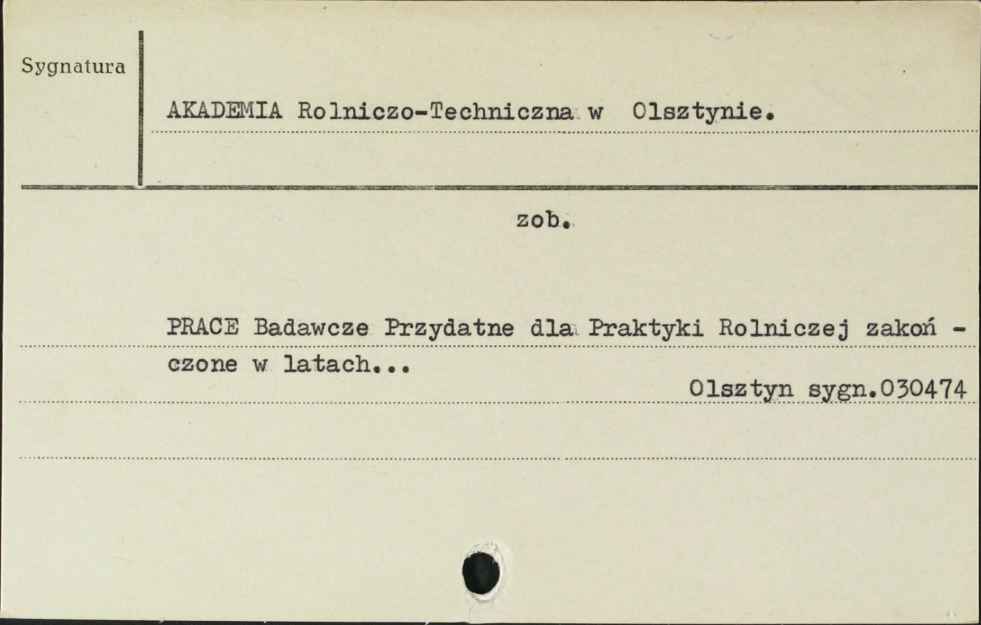 Sygnatura
AKADEMIA Rolniczo-Techniczna w Olsztynie.
zob.
PRACE Badawcze Przydatne dla Praktyki Rolniczej zakoń -
czone w latach...
Olsztyn sygn.030474